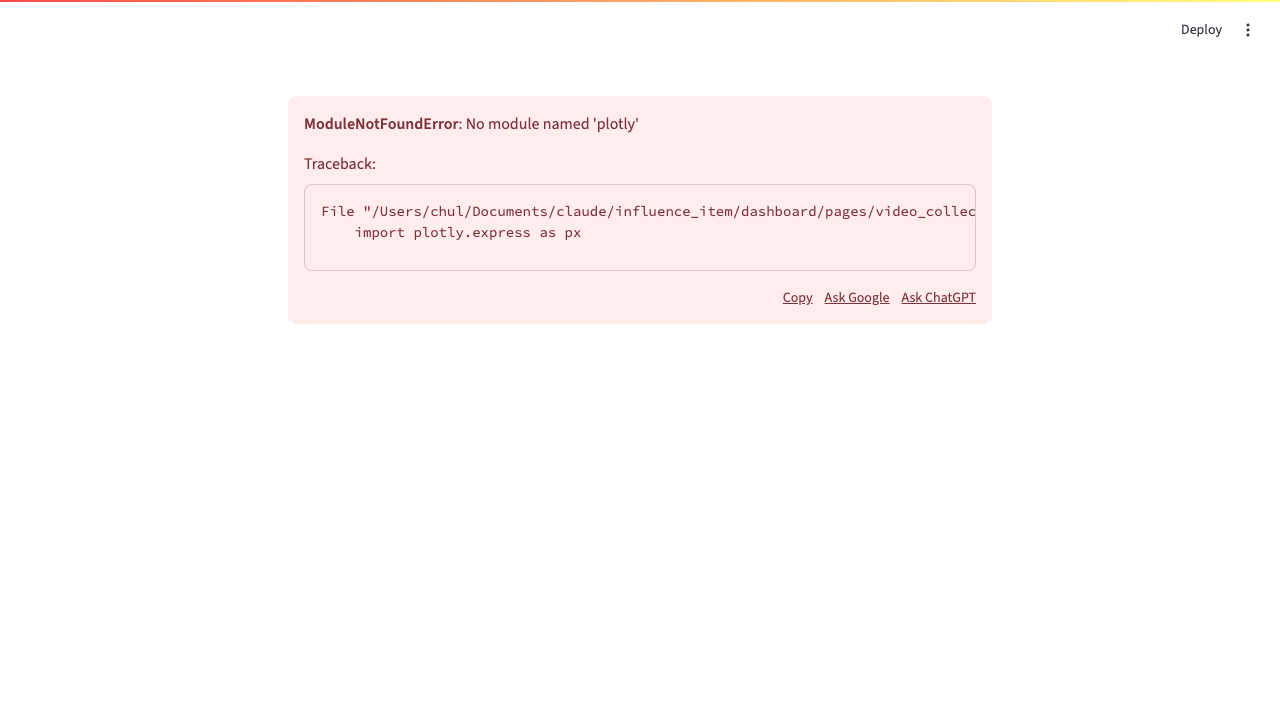 Deploy
ModuleNotFoundError: No module named 'plotly'
Traceback:
File "/Users/chul/Documents/claude/influence_item/dashboard/pages/video_collec
    import plotly.express as px
Copy Ask Google Ask ChatGPT